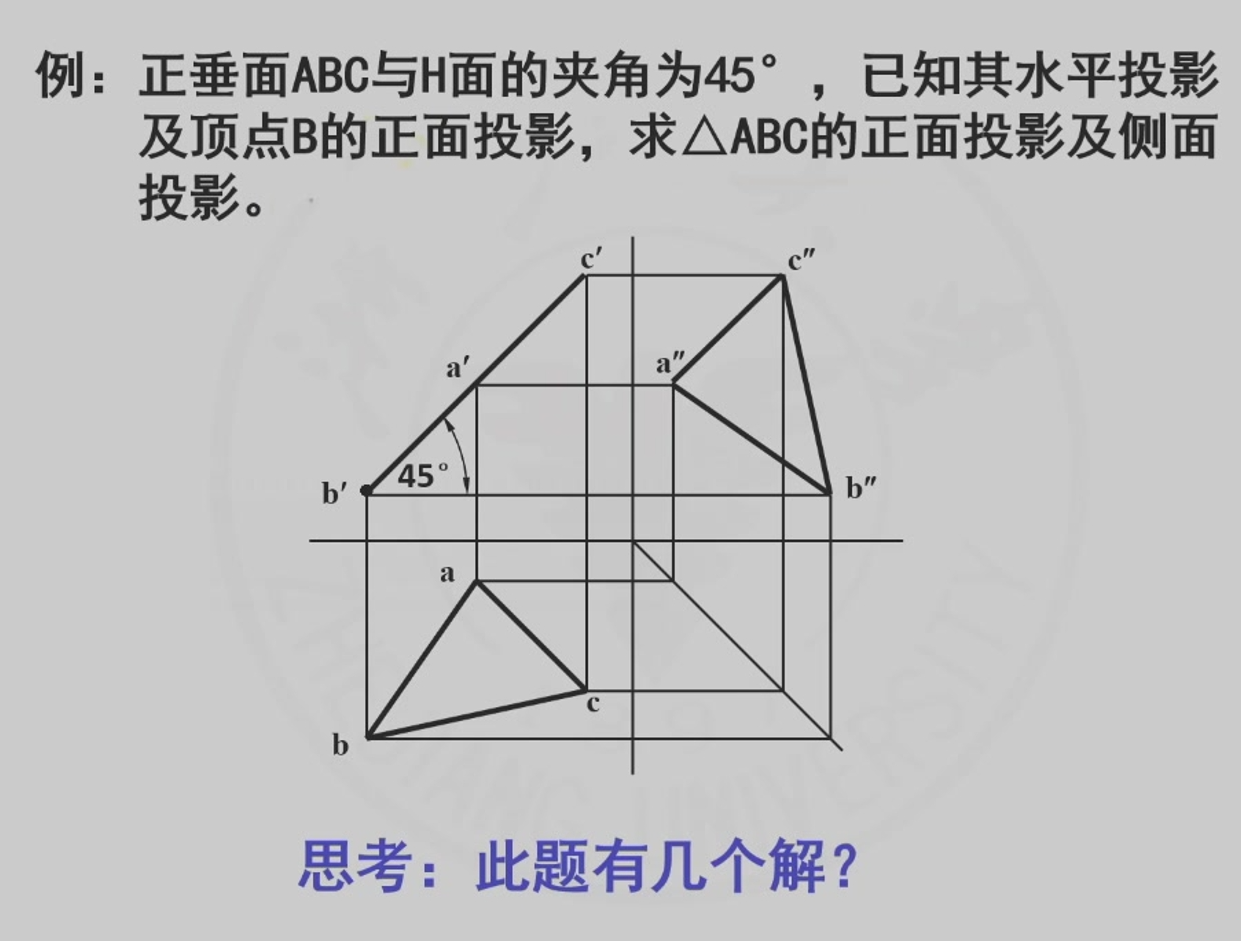 例：正垂面ABC与H面的夹角为45°，已知其水平投影
及顶点B的正面投影，求△ABC的正面投影及侧面
投影。
c′
c″
a′
a″
45°
b′
b″
a
c
b
ZHEJIANG UNIVERSITY
思考：此题有几个解？